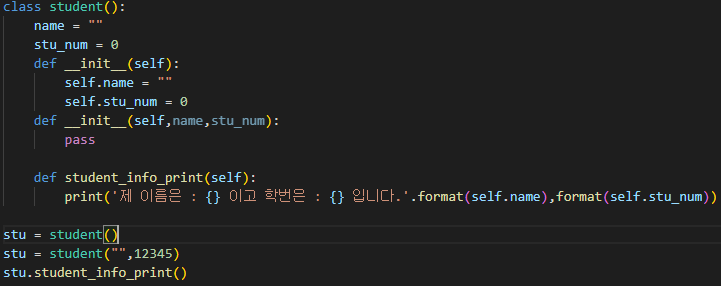 class student():
    name = ""
    stu_num = 0
    def __init__(self):
        self.name = ""
        self.stu_num = 0
    def __init__(self,name,stu_num):
        pass

    def student_info_print(self):
        print('제 이름은 : {} 이고 학번은 : {} 입니다.'.format(self.name),format(self.stu_num))

stu = student()
stu = student("",12345)
stu.student_info_print()